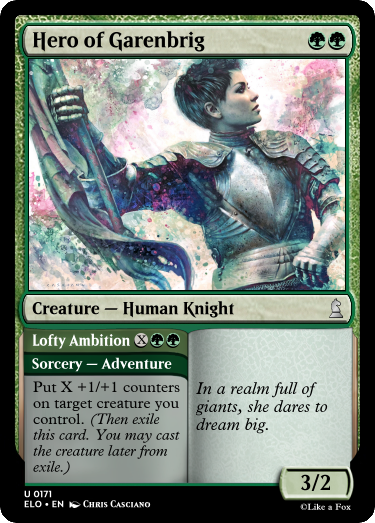 Hero of Garenbrig
Creature — Human Knight
Lofty Ambition X
Sorcery — Adventure
Put X +1/+1 counters
on target creature you
control. (Then exile
this card. You may cast
the creature later from
exile.)
In a realm full of
giants, she dares to
dream big.
3/2
U 0171
ELO • EN Chris Casciano
©Like a Fox